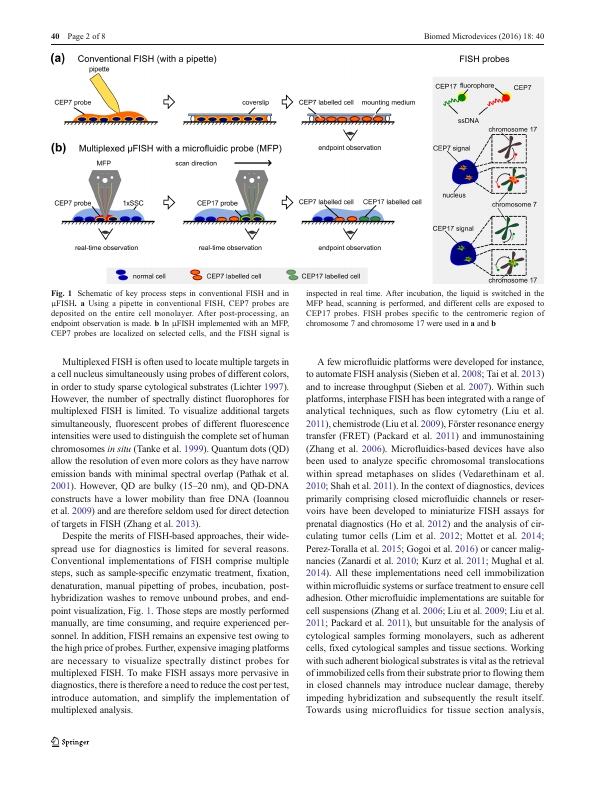 40 Page 2 of 8
Biomed Microdevices (2016) 18: 40
(a) Conventional FISH (with a pipette)
pipette
CEP7 probe
coverslip
CEP7 labelled cell
mounting medium
endpoint observation
(b) Multiplexed μFISH with a microfluidic probe (MFP)
MFP
scan direction
CEP7 probe
1xSSC
CEP17 probe
CEP7 labelled cell
CEP17 labelled cell
real-time observation
real-time observation
endpoint observation
normal cell
CEP7 labelled cell
CEP17 labelled cell
FISH probes
CEP17
fluorophore
CEP7
ssDNA
chromosome 17
CEP7 signal
nucleus
chromosome 7
CEP17 signal
chromosome 17
Fig. 1 Schematic of key process steps in conventional FISH and in
μFISH. a Using a pipette in conventional FISH, CEP7 probes are
deposited on the entire cell monolayer. After post-processing, an
endpoint observation is made. b In μFISH implemented with an MFP,
CEP7 probes are localized on selected cells, and the FISH signal is
inspected in real time. After incubation, the liquid is switched in the
MFP head, scanning is performed, and different cells are exposed to
CEP17 probes. FISH probes specific to the centromeric region of
chromosome 7 and chromosome 17 were used in a and b
Multiplexed FISH is often used to locate multiple targets in
a cell nucleus simultaneously using probes of different colors,
in order to study sparse cytological substrates (Lichter 1997).
However, the number of spectrally distinct fluorophores for
multiplexed FISH is limited. To visualize additional targets
simultaneously, fluorescent probes of different fluorescence
intensities were used to distinguish the complete set of human
chromosomes in situ (Tanke et al. 1999). Quantum dots (QD)
allow the resolution of even more colors as they have narrow
emission bands with minimal spectral overlap (Pathak et al.
2001). However, QD are bulky (15–20 nm), and QD-DNA
constructs have a lower mobility than free DNA (Ioannou
et al. 2009) and are therefore seldom used for direct detection
of targets in FISH (Zhang et al. 2013).
Despite the merits of FISH-based approaches, their wide-
spread use for diagnostics is limited for several reasons.
Conventional implementations of FISH comprise multiple
steps, such as sample-specific enzymatic treatment, fixation,
denaturation, manual pipetting of probes, incubation, post-
hybridization washes to remove unbound probes, and end-
point visualization, Fig. 1. Those steps are mostly performed
manually, are time consuming, and require experienced per-
sonnel. In addition, FISH remains an expensive test owing to
the high price of probes. Further, expensive imaging platforms
are necessary to visualize spectrally distinct probes for
multiplexed FISH. To make FISH assays more pervasive in
diagnostics, there is therefore a need to reduce the cost per test,
introduce automation, and simplify the implementation of
multiplexed analysis.
A few microfluidic platforms were developed for instance,
to automate FISH analysis (Sieben et al. 2008; Tai et al. 2013)
and to increase throughput (Sieben et al. 2007). Within such
platforms, interphase FISH has been integrated with a range of
analytical techniques, such as flow cytometry (Liu et al.
2011), chemistrode (Liu et al. 2009), Förster resonance energy
transfer (FRET) (Packard et al. 2011) and immunostaining
(Zhang et al. 2006). Microfluidics-based devices have also
been used to analyze specific chromosomal translocations
within spread metaphases on slides (Vedarethinam et al.
2010; Shah et al. 2011). In the context of diagnostics, devices
primarily comprising closed microfluidic channels or reser-
voirs have been developed to miniaturize FISH assays for
prenatal diagnostics (Ho et al. 2012) and the analysis of cir-
culating tumor cells (Lim et al. 2012; Mottet et al. 2014;
Perez-Toralla et al. 2015; Gogoi et al. 2016) or cancer malig-
nancies (Zanardi et al. 2010; Kurz et al. 2011; Mughal et al.
2014). All these implementations need cell immobilization
within microfluidic systems or surface treatment to ensure cell
adhesion. Other microfluidic implementations are suitable for
cell suspensions (Zhang et al. 2006; Liu et al. 2009; Liu et al.
2011; Packard et al. 2011), but unsuitable for the analysis of
cytological samples forming monolayers, such as adherent
cells, fixed cytological samples and tissue sections. Working
with such adherent biological substrates is vital as the retrieval
of immobilized cells from their substrate prior to flowing them
in closed channels may introduce nuclear damage, thereby
impeding hybridization and subsequently the result itself.
Towards using microfluidics for tissue section analysis,
Springer